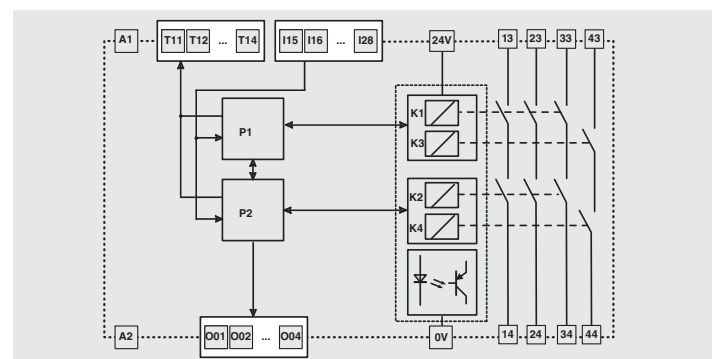 A1 T11 T12 ... T14 I15 I16 ... I28 24V 13 23 33 43
K1
P1
K3
K2
P2
K4
A2 O01 O02 ... O04 0V 14 24 34 44